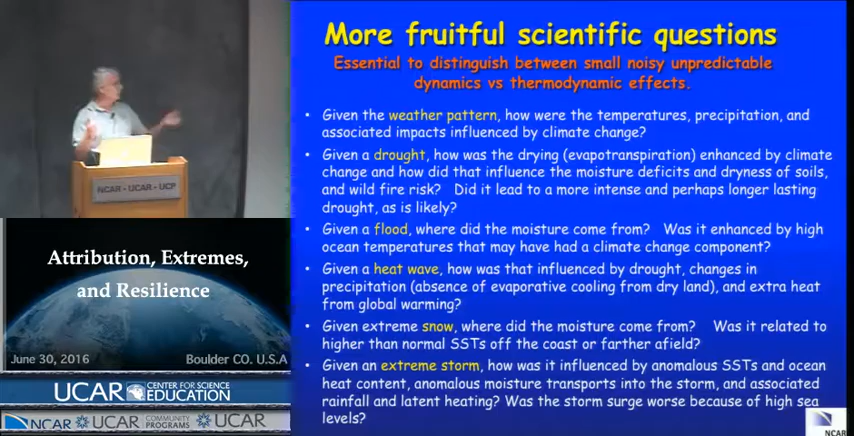 More fruitful scientific questions
Essential to distinguish between small noisy unpredictable
dynamics vs thermodynamic effects.
• Given the weather pattern, how were the temperatures, precipitation, and
associated impacts influenced by climate change?
• Given a drought, how was the drying (evapotranspiration) enhanced by climate
change and how did that influence the moisture deficits and dryness of soils,
and wild fire risk? Did it lead to a more intense and perhaps longer lasting
drought, as is likely?
• Given a flood, where did the moisture come from? Was it enhanced by high
ocean temperatures that may have had a climate change component?
• Given a heat wave, how was that influenced by drought, changes in
precipitation (absence of evaporative cooling from dry land), and extra heat
from global warming?
• Given extreme snow, where did the moisture come from? Was it related to
higher than normal SSTs off the coast or farther afield?
• Given an extreme storm, how was it influenced by anomalous SSTs and ocean
heat content, anomalous moisture transports into the storm, and associated
rainfall and latent heating? Was the storm surge worse because of high sea
levels?
NCAR
NCAR - UCAR - UCP
Attribution, Extremes,
and Resilience
June 30, 2016
Boulder CO. U.S.A
UCAR CENTER FOR SCIENCE
EDUCATION
NCAR UCAR COMMUNITY
PROGRAMS UCAR